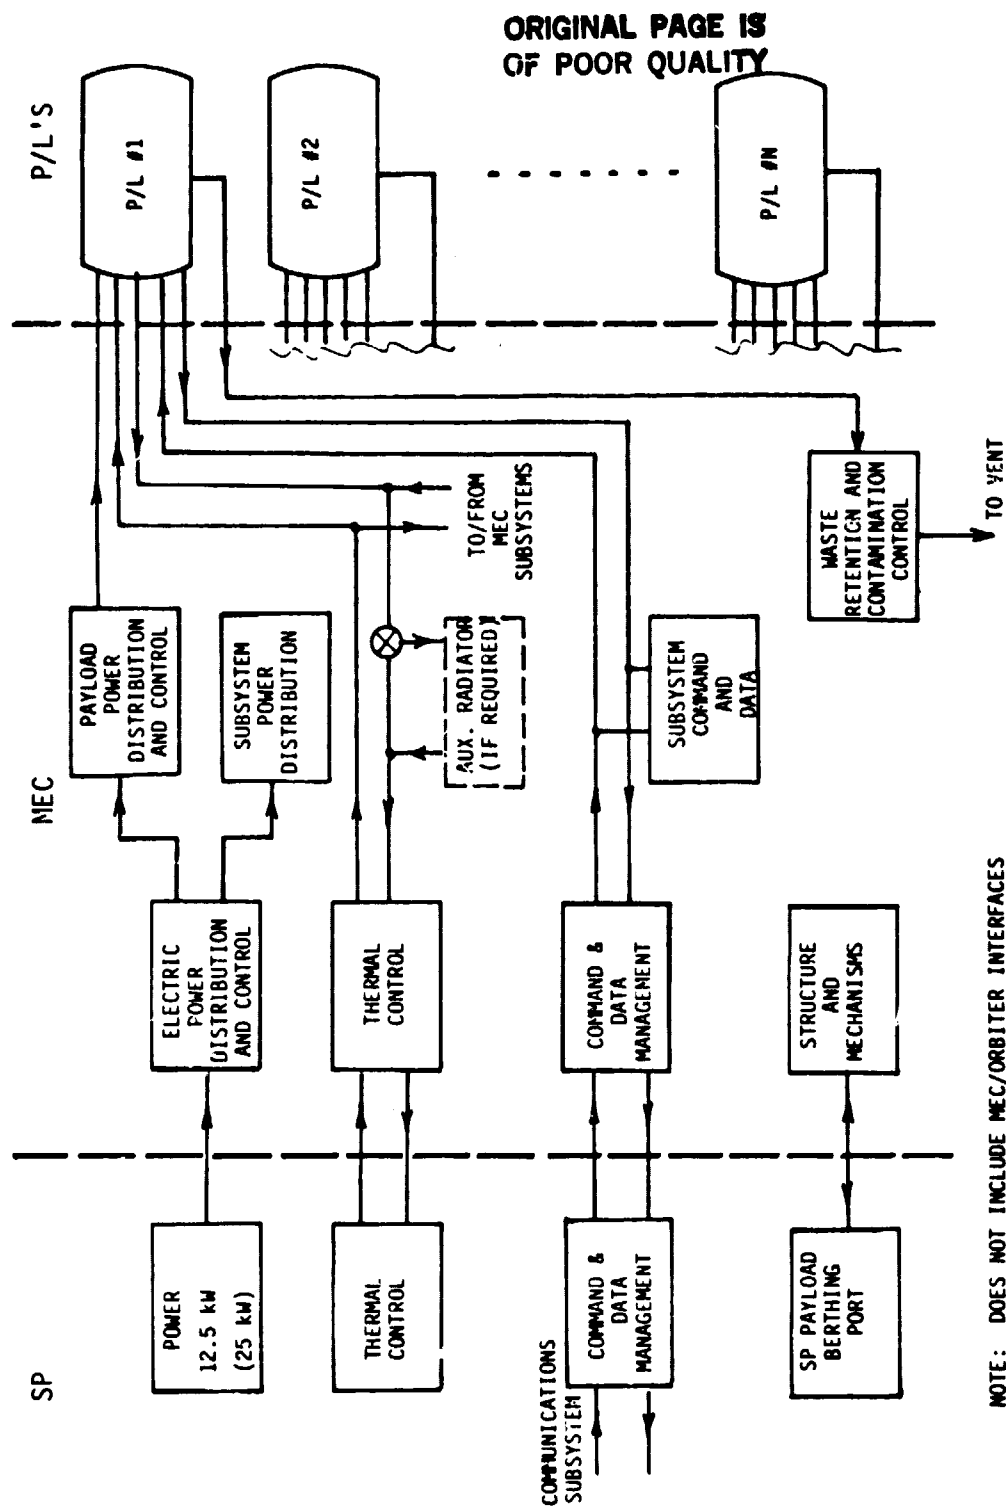 ORIGINAL PAGE IS
OF POOR QUALITY
SP
MEC
P/L'S
POWER
12.5 kW
(25 kW)
ELECTRIC
POWER
DISTRIBUTION
AND CONTROL
PAYLOAD
POWER
DISTRIBUTION
AND CONTROL
SUBSYSTEM
POWER
DISTRIBUTION
P/L #1
P/L #2
P/L #N
THERMAL
CONTROL
THERMAL
CONTROL
AUX. RADIATOR
(IF REQUIRED)
TO/FROM
MEC
SUBSYSTEMS
COMMUNICATIONS
SUBSYSTEM
COMMAND &
DATA
MANAGEMENT
COMMAND &
DATA
MANAGEMENT
SUBSYSTEM
COMMAND
AND
DATA
SP PAYLOAD
BERTHING
PORT
STRUCTURE
AND
MECHANISMS
WASTE
RETENTION AND
CONTAMINATION
CONTROL
TO VENT
NOTE: DOES NOT INCLUDE MEC/ORBITER INTERFACES